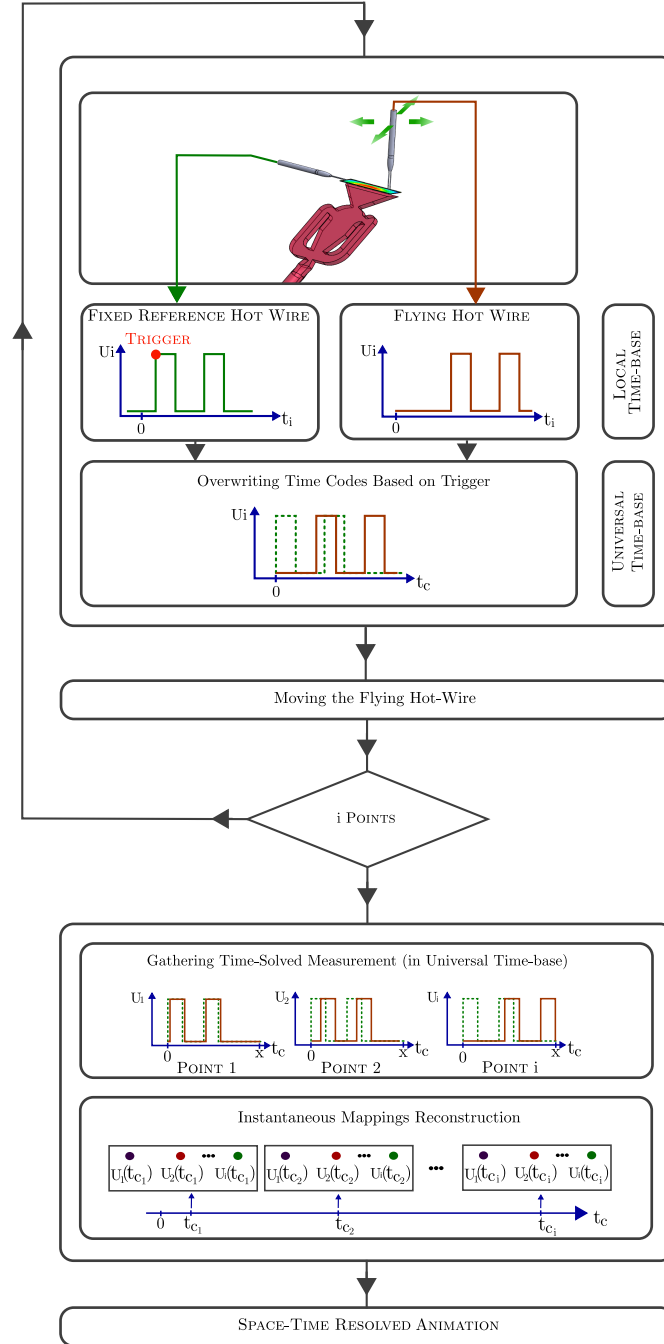 FIXED REFERENCE HOT WIRE
TRIGGER
Ui
0
ti
FLYING HOT WIRE
Ui
0
ti
LOCAL
TIME-BASE
Overwriting Time Codes Based on Trigger
Ui
0
tc
UNIVERSAL
TIME-BASE
Moving the Flying Hot-Wire
i POINTS
Gathering Time-Solved Measurement (in Universal Time-base)
U1
0
x
tc
POINT 1
U2
0
x
tc
POINT 2
Ui
0
x
tc
POINT i
Instantaneous Mappings Reconstruction
U1(tc1) U2(tc1) ••• Ui(tc1)
U1(tc2) U2(tc2) ••• Ui(tc2)
•••
U1(tci) U2(tci) ••• Ui(tci)
0 tc1 tc2 tci tc
SPACE-TIME RESOLVED ANIMATION